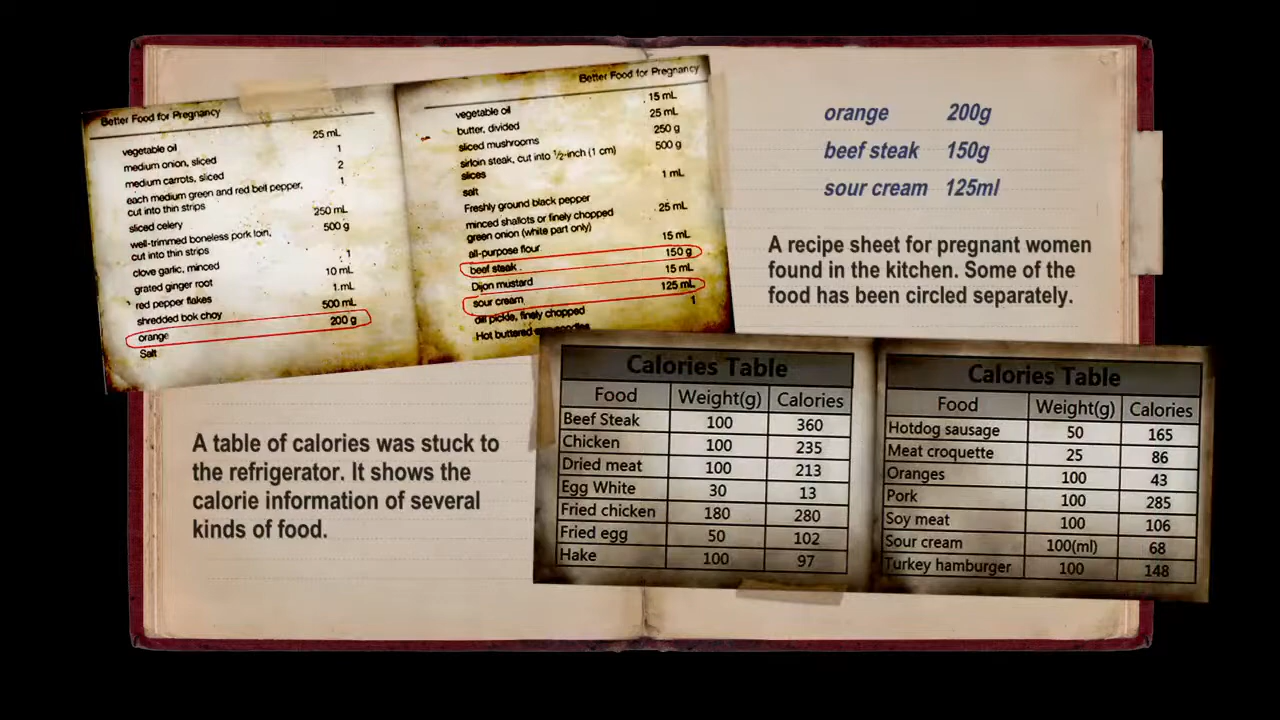 Better Food for Pregnancy
vegetable oil 25 mL
medium onion, sliced 1
medium carrots, sliced 2
each medium green and red bell pepper, 1
cut into thin strips
sliced celery 250 mL
well-trimmed boneless pork loin, 500 g
cut into thin strips
clove garlic, minced 1
grated ginger root 10 mL
red pepper flakes 1 mL
shredded bok choy 500 mL
orange 200 g
Salt
Better Food for Pregnancy
vegetable oil 15 mL
butter, divided 25 mL
sliced mushrooms 250 g
sirloin steak, cut into 1/2-inch (1 cm) 500 g
slices
salt 1 mL
Freshly ground black pepper
minced shallots or finely chopped 25 mL
green onion (white part only)
all-purpose flour 15 mL
beef steak 150 g
Dijon mustard 15 mL
sour cream 125 mL
dill pickle, finely chopped 1
Hot buttered noodles
orange 200g
beef steak 150g
sour cream 125ml
A recipe sheet for pregnant women
found in the kitchen. Some of the
food has been circled separately.
A table of calories was stuck to
the refrigerator. It shows the
calorie information of several
kinds of food.
Calories Table
Food Weight(g) Calories
Beef Steak 100 360
Chicken 100 235
Dried meat 100 213
Egg White 30 13
Fried chicken 180 280
Fried egg 50 102
Hake 100 97
Calories Table
Food Weight(g) Calories
Hotdog sausage 50 165
Meat croquette 25 86
Oranges 100 43
Pork 100 285
Soy meat 100 106
Sour cream 100(ml) 68
Turkey hamburger 100 148